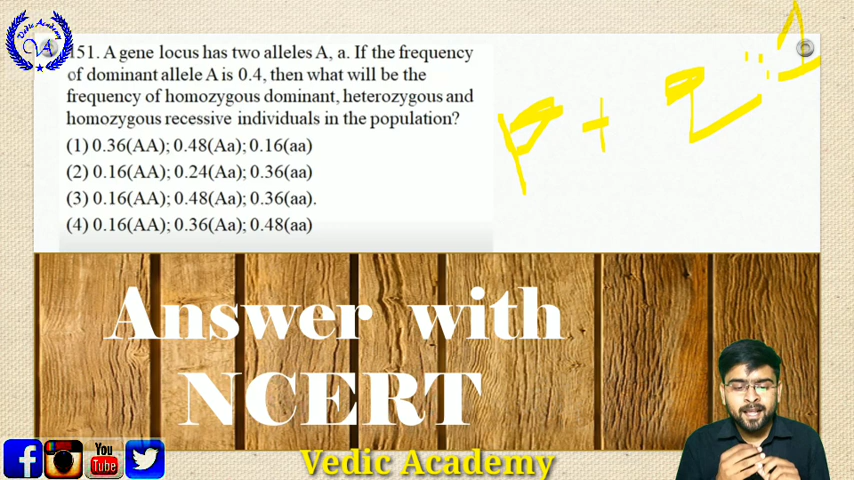 Vedic Academy
VA
151. A gene locus has two alleles A, a. If the frequency
of dominant allele A is 0.4, then what will be the
frequency of homozygous dominant, heterozygous and
homozygous recessive individuals in the population?
(1) 0.36(AA); 0.48(Aa); 0.16(aa)
(2) 0.16(AA); 0.24(Aa); 0.36(aa)
(3) 0.16(AA); 0.48(Aa); 0.36(aa).
(4) 0.16(AA); 0.36(Aa); 0.48(aa)
Answer with
NCERT
You
Tube
Vedic Academy